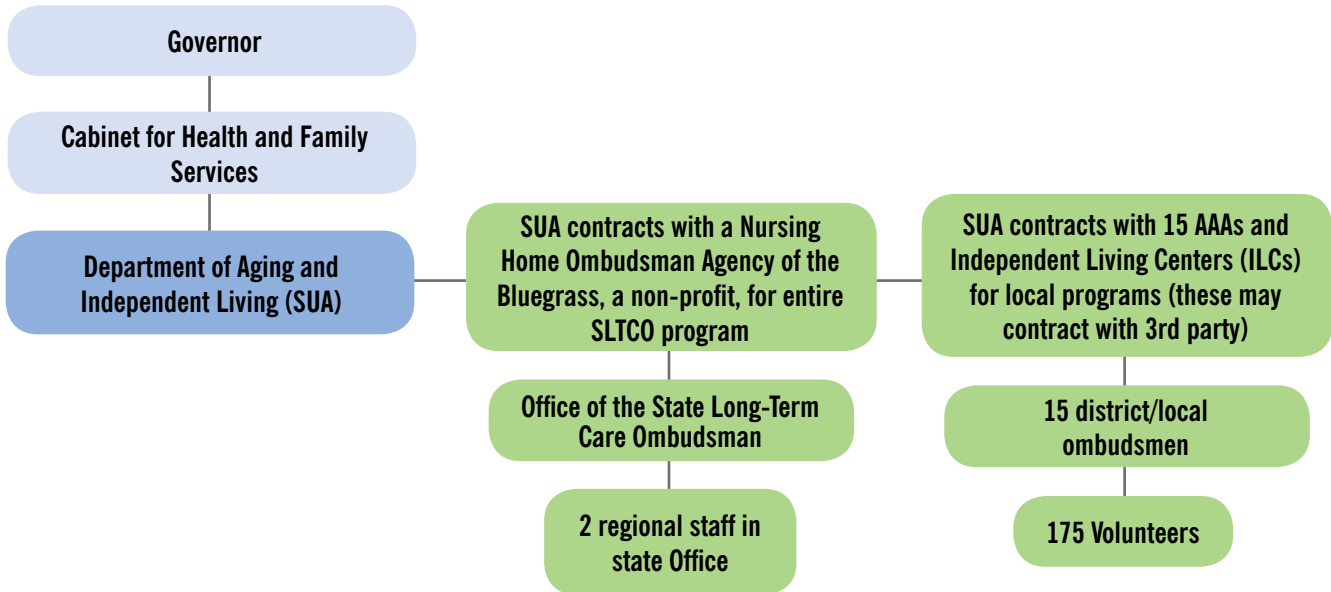 Governor
Cabinet for Health and Family
Services
Department of Aging and
Independent Living (SUA)
SUA contracts with a Nursing
Home Ombudsman Agency of the
Bluegrass, a non-profit, for entire
SLTCO program
Office of the State Long-Term
Care Ombudsman
2 regional staff in
state Office
SUA contracts with 15 AAAs and
Independent Living Centers (ILCs)
for local programs (these may
contract with 3rd party)
15 district/local
ombudsmen
175 Volunteers